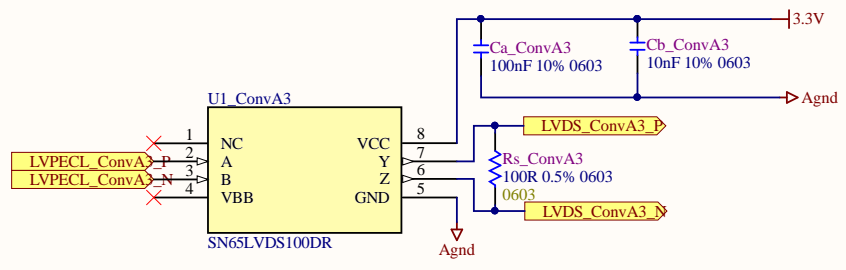 3.3V
Ca_ConvA3
100nF 10% 0603
Cb_ConvA3
10nF 10% 0603
Agnd
U1_ConvA3
1
NC
LVPECL_ConvA3_P
2
A
LVPECL_ConvA3_N
3
B
4
VBB
VCC
8
Y
7
Z
6
GND
5
SN65LVDS100DR
LVDS_ConvA3_P
Rs_ConvA3
100R 0.5% 0603
0603
LVDS_ConvA3_N
Agnd